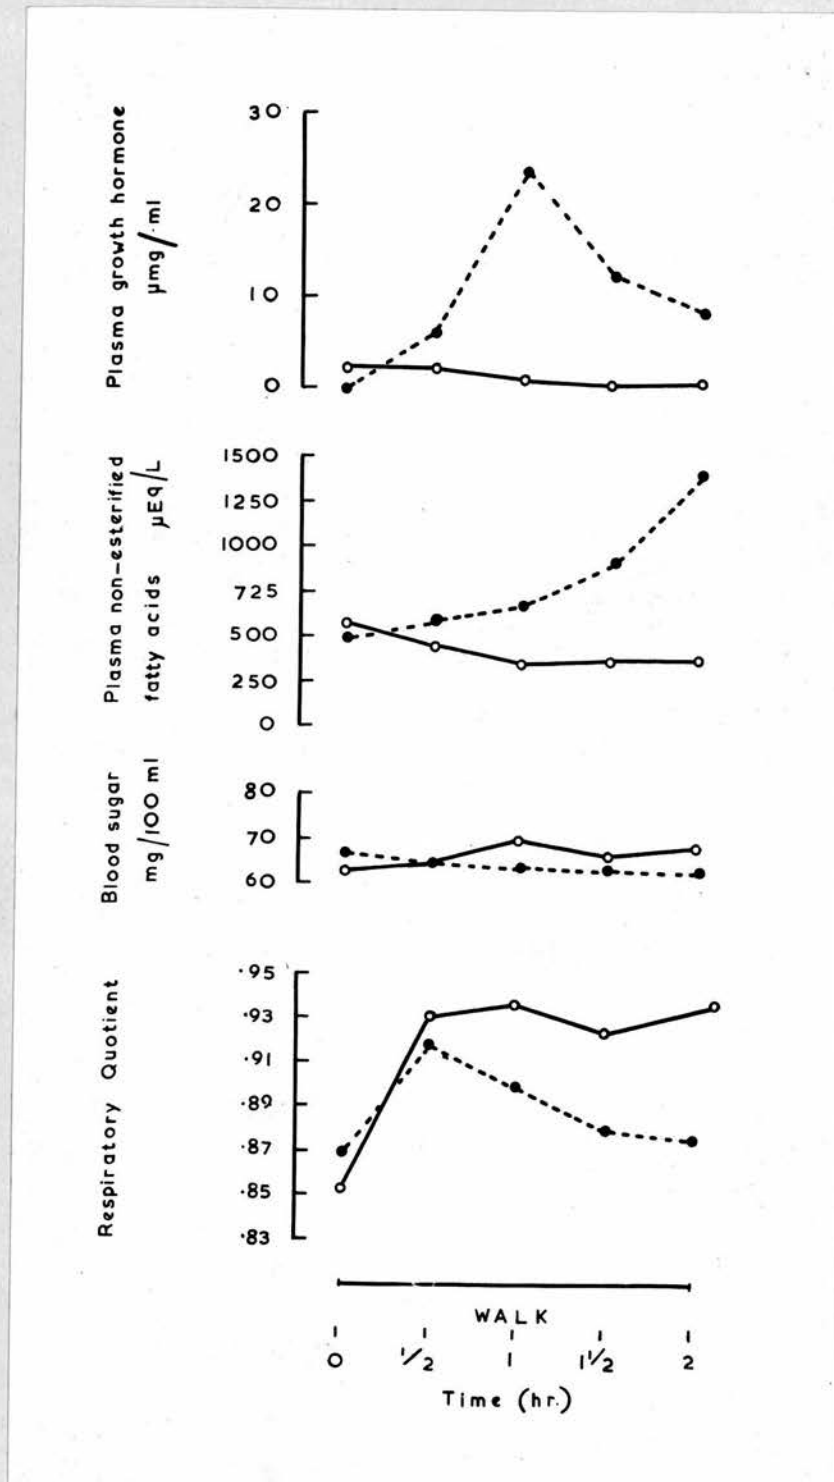 Plasma growth hormone
µmg/ml
30
20
10
0
Plasma non-esterified
fatty acids µEq/L
1500
1250
1000
725
500
250
0
Blood sugar
mg/100 ml
80
70
60
Respiratory Quotient
·95
·93
·91
·89
·87
·85
·83
WALK
0 1/2 1 1 1/2 2
Time (hr.)